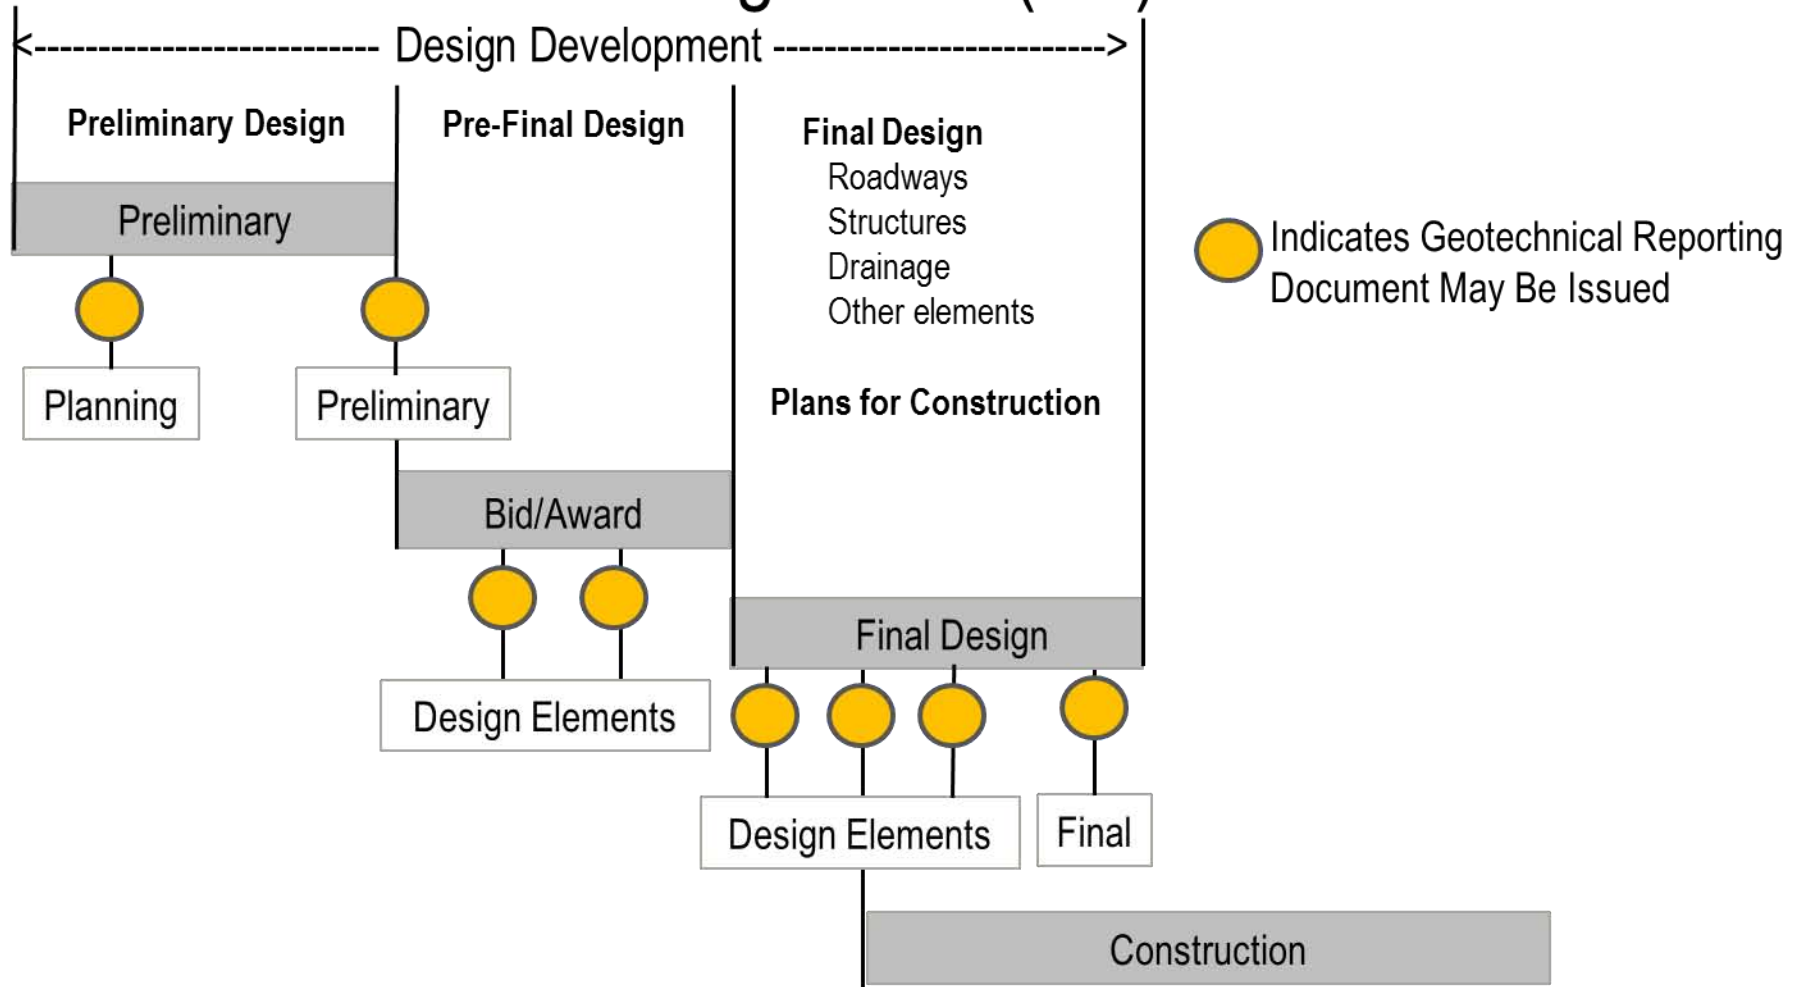 <--------------------------- Design Development -------------------------->
Preliminary Design
Pre-Final Design
Final Design
Roadways
Structures
Drainage
Other elements
Plans for Construction
Preliminary
Indicates Geotechnical Reporting
Document May Be Issued
Planning
Preliminary
Bid/Award
Design Elements
Final Design
Design Elements
Final
Construction